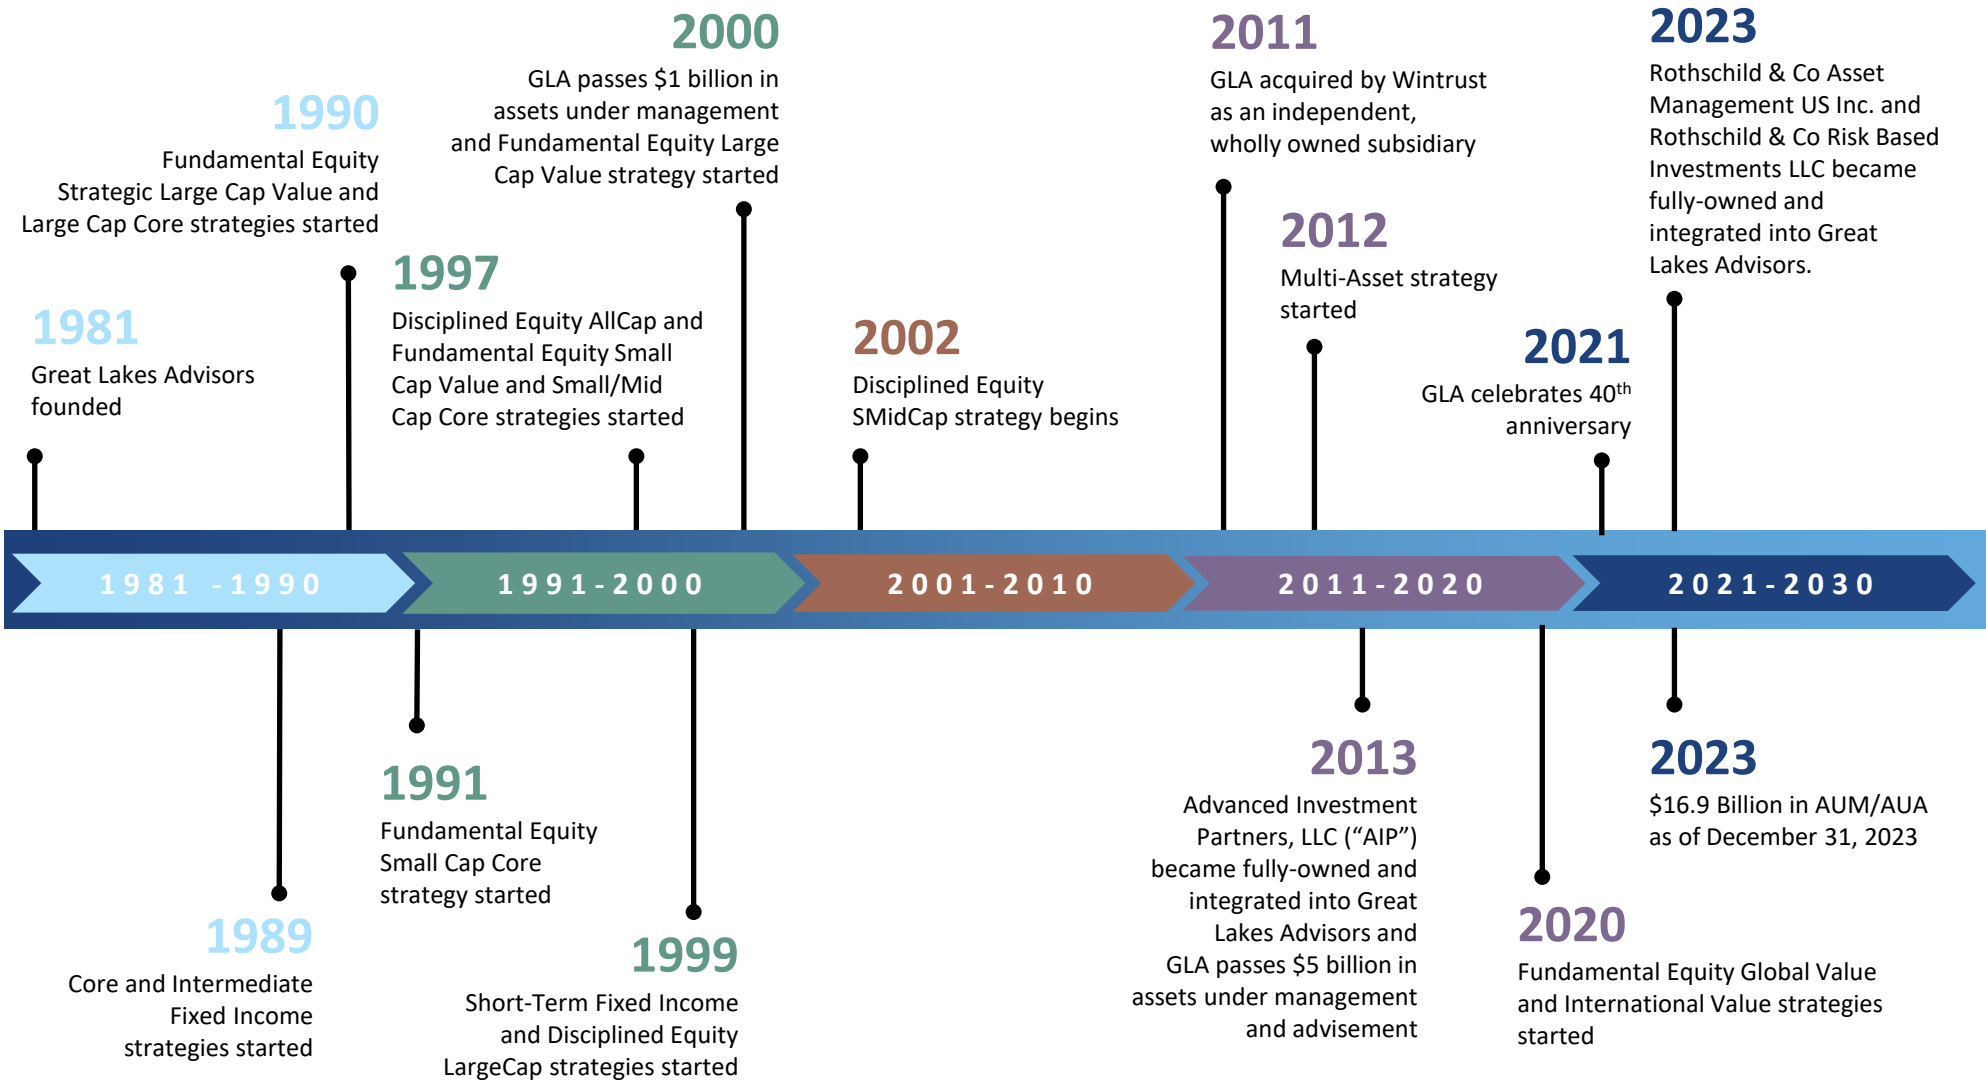 1981
Great Lakes Advisors
founded
1990
Fundamental Equity
Strategic Large Cap Value and
Large Cap Core strategies started
1997
Disciplined Equity AllCap and
Fundamental Equity Small
Cap Value and Small/Mid
Cap Core strategies started
2000
GLA passes $1 billion in
assets under management
and Fundamental Equity Large
Cap Value strategy started
2002
Disciplined Equity
SMidCap strategy begins
2011
GLA acquired by Wintrust
as an independent,
wholly owned subsidiary
2012
Multi-Asset strategy
started
2021
GLA celebrates 40th
anniversary
2023
Rothschild & Co Asset
Management US Inc. and
Rothschild & Co Risk Based
Investments LLC became
fully-owned and
integrated into Great
Lakes Advisors.
1981 -1990
1991-2000
2001-2010
2011-2020
2021-2030
1989
Core and Intermediate
Fixed Income
strategies started
1991
Fundamental Equity
Small Cap Core
strategy started
1999
Short-Term Fixed Income
and Disciplined Equity
LargeCap strategies started
2013
Advanced Investment
Partners, LLC (“AIP”)
became fully-owned and
integrated into Great
Lakes Advisors and
GLA passes $5 billion in
assets under management
and advisement
2020
Fundamental Equity Global Value
and International Value strategies
started
2023
$16.9 Billion in AUM/AUA
as of December 31, 2023